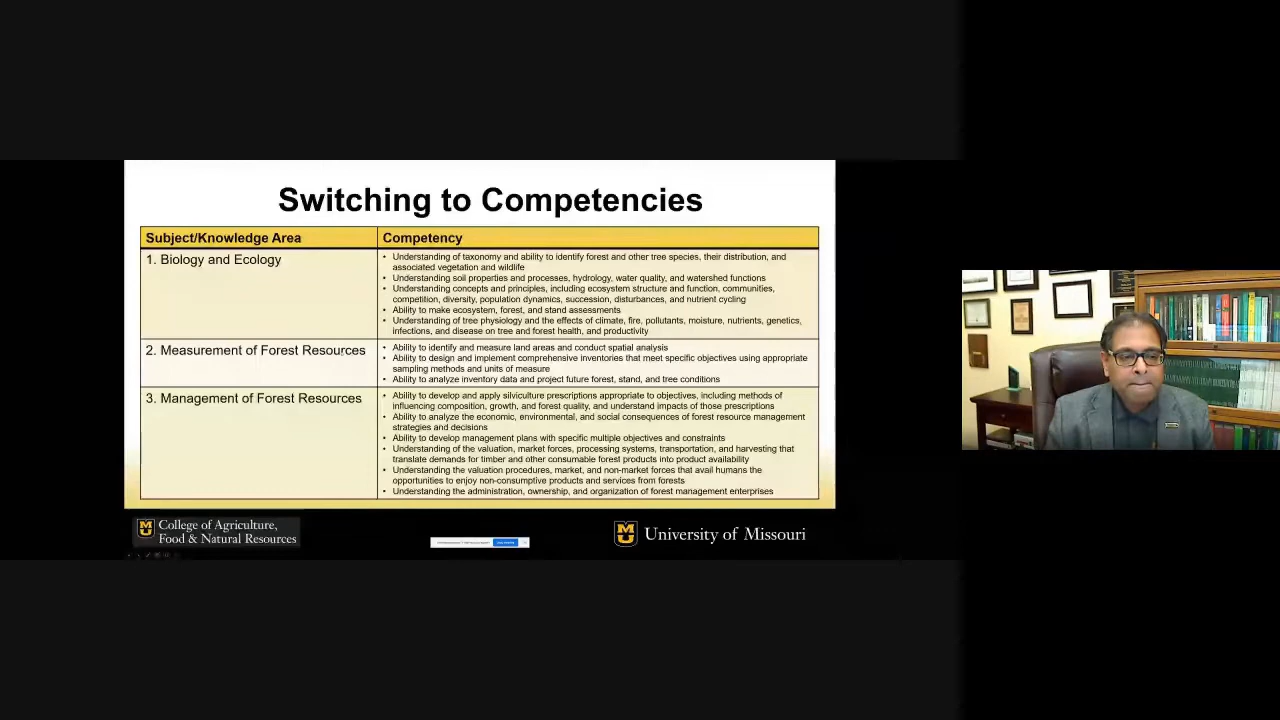 Switching to Competencies
Subject/Knowledge Area
Competency
1. Biology and Ecology
• Understanding of taxonomy and ability to identify forest and other tree species, their distribution, and
associated vegetation and wildlife
• Understanding soil properties and processes, hydrology, water quality, and watershed functions
• Understanding concepts and principles, including ecosystem structure and function, communities,
competition, diversity, population dynamics, succession, disturbances, and nutrient cycling
• Ability to make ecosystem, forest, and stand assessments
• Understanding of tree physiology and the effects of climate, fire, pollutants, moisture, nutrients, genetics,
infections, and disease on tree and forest health, and productivity
2. Measurement of Forest Resources
• Ability to identify and measure land areas and conduct spatial analysis
• Ability to design and implement comprehensive inventories that meet specific objectives using appropriate
sampling methods and units of measure
• Ability to analyze inventory data and project future forest, stand, and tree conditions
3. Management of Forest Resources
• Ability to develop and apply silviculture prescriptions appropriate to objectives, including methods of
influencing composition, growth, and forest quality, and understand impacts of those prescriptions
• Ability to analyze the economic, environmental, and social consequences of forest resource management
strategies and decisions
• Ability to develop management plans with specific multiple objectives and constraints
• Understanding of the valuation, market forces, processing systems, transportation, and harvesting that
translate demands for timber and other consumable forest products into product availability
• Understanding the valuation procedures, market, and non-market forces that avail humans the
opportunities to enjoy non-consumptive products and services from forests
• Understanding the administration, ownership, and organization of forest management enterprises
College of Agriculture,
Food & Natural Resources
University of Missouri